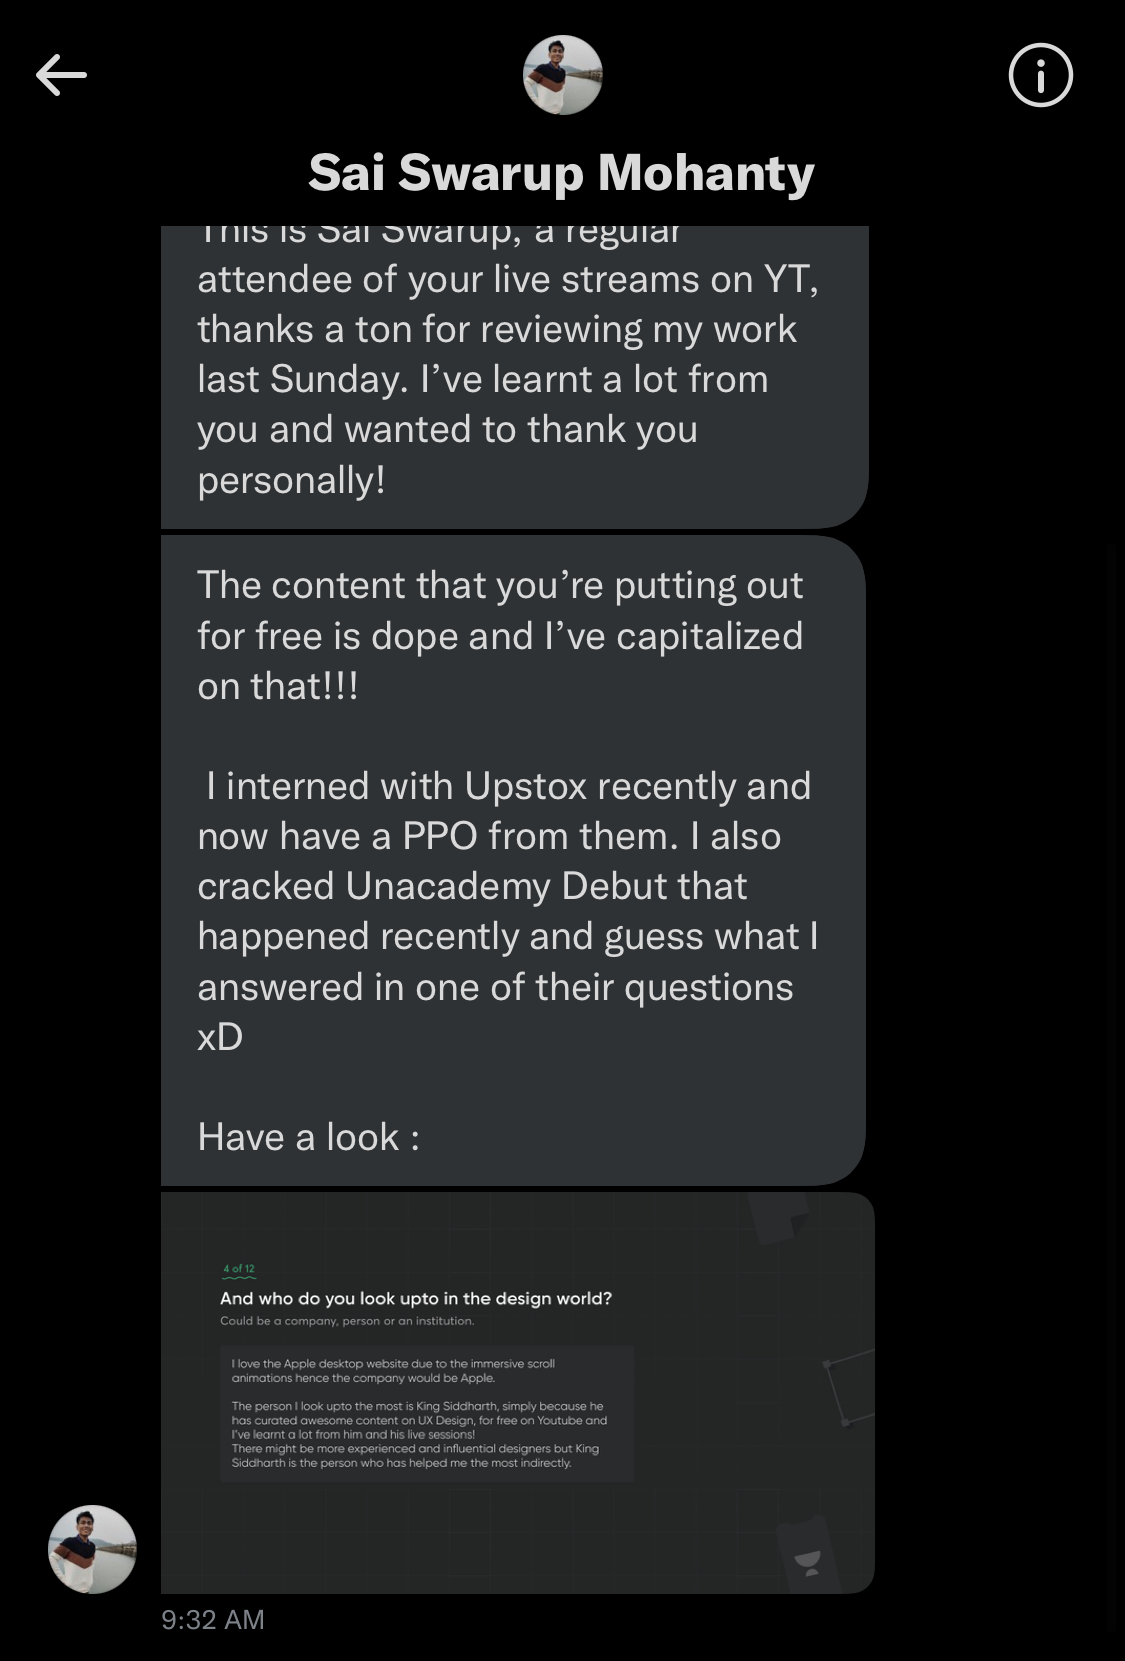 Sai Swarup Mohanty
This is Sai Swarup, a regular
attendee of your live streams on YT,
thanks a ton for reviewing my work
last Sunday. I’ve learnt a lot from
you and wanted to thank you
personally!
The content that you’re putting out
for free is dope and I’ve capitalized
on that!!!
I interned with Upstox recently and
now have a PPO from them. I also
cracked Unacademy Debut that
happened recently and guess what I
answered in one of their questions
xD
Have a look :
4 of 12
And who do you look upto in the design world?
Could be a company, person or an institution.
I love the Apple desktop website due to the immersive scroll
animations hence the company would be Apple.
The person I look upto the most is King Siddharth, simply because he
has curated awesome content on UX Design, for free on Youtube and
I've learnt a lot from him and his live sessions!
There might be more experienced and influential designers but King
Siddharth is the person who has helped me the most indirectly.
9:32 AM